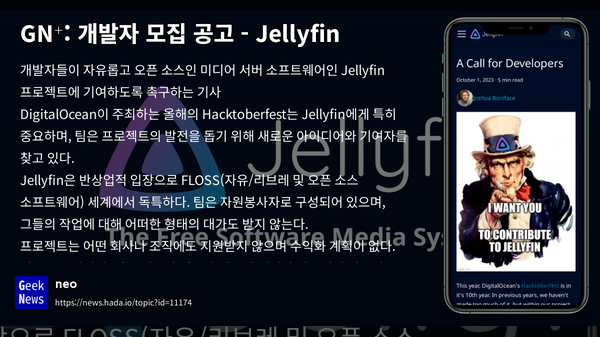 GN⁺: 개발자 모집 공고 - Jellyfin
개발자들이 자유롭고 오픈 소스인 미디어 서버 소프트웨어인 Jellyfin
프로젝트에 기여하도록 촉구하는 기사
DigitalOcean이 주최하는 올해의 Hacktoberfest는 Jellyfin에게 특히
중요하며, 팀은 프로젝트의 발전을 돕기 위해 새로운 아이디어와 기여자를
찾고 있다.
Jellyfin은 반상업적 입장으로 FLOSS(자유/리브레 및 오픈 소스
소프트웨어) 세계에서 독특하다. 팀은 자원봉사자로 구성되어 있으며,
그들의 작업에 대해 어떠한 형태의 대가도 받지 않는다.
프로젝트는 어떤 회사나 조직에도 지원받지 않으며 수익화 계획이 없다.
Jellyf
The Free Software Media Sys
Geek
News
neo
https://news.hada.io/topic?id=11174
Jellyfin
A Call for Developers
October 1, 2023 · 5 min read
Joshua Boniface
I WANT YOU
TO CONTRIBUTE
TO JELLYFIN
This year, DigitalOcean's Hacktoberfest is in
it's 10th year. In previous years, we haven't
made too much of it, but within our project
으로 FLOSS(자유/리브레 및 오픈 소스